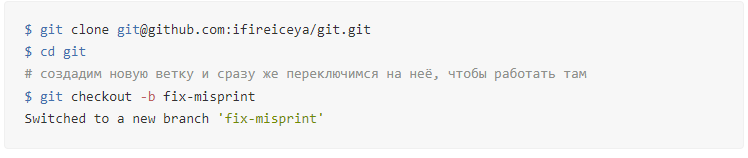 $ git clone git@github.com:ifireiceya/git.git
$ cd git
# создадим новую ветку и сразу же переключимся на неё, чтобы работать там
$ git checkout -b fix-misprint
Switched to a new branch 'fix-misprint'